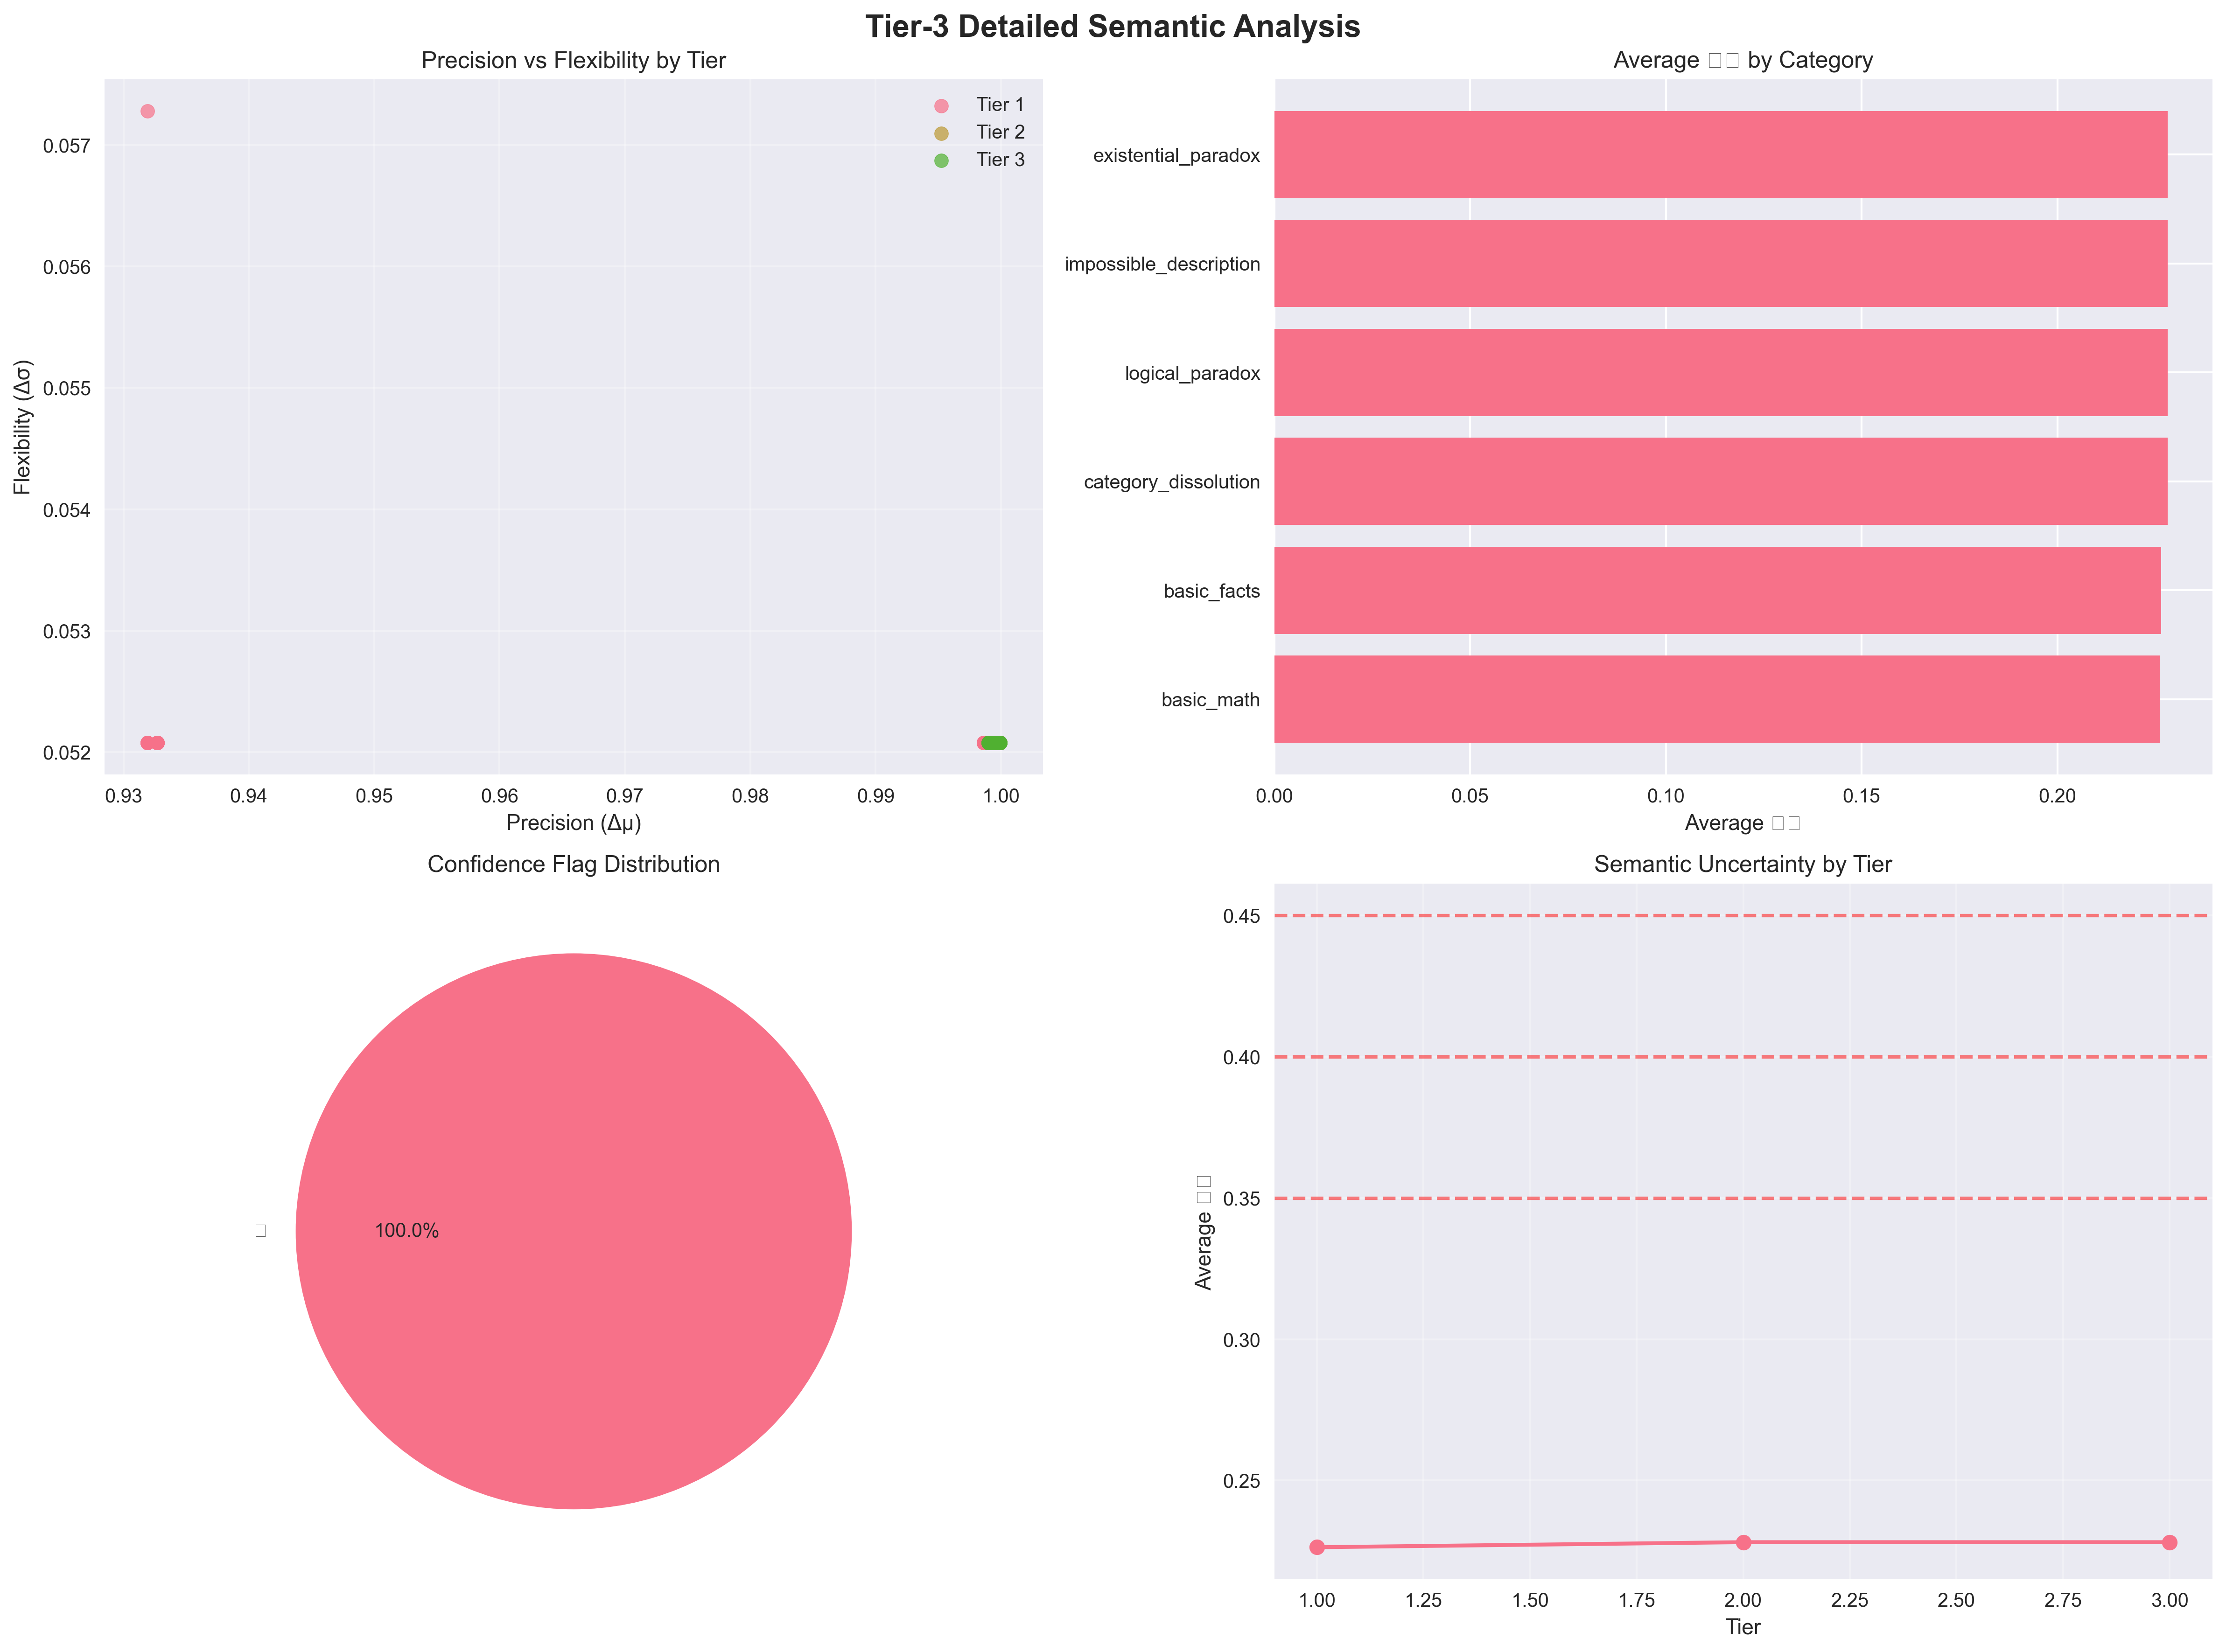 Tier-3 Detailed Semantic Analysis
Precision vs Flexibility by Tier
Tier 1
Tier 2
Tier 3
0.057
0.056
0.055
0.054
0.053
0.052
Flexibility (Δσ)
0.93 0.94 0.95 0.96 0.97 0.98 0.99 1.00
Precision (Δμ)
Average □□ by Category
existential_paradox
impossible_description
logical_paradox
category_dissolution
basic_facts
basic_math
0.00 0.05 0.10 0.15 0.20
Average □□
Confidence Flag Distribution
□
100.0%
Semantic Uncertainty by Tier
0.45
0.40
0.35
0.30
0.25
Average □□
1.00 1.25 1.50 1.75 2.00 2.25 2.50 2.75 3.00
Tier